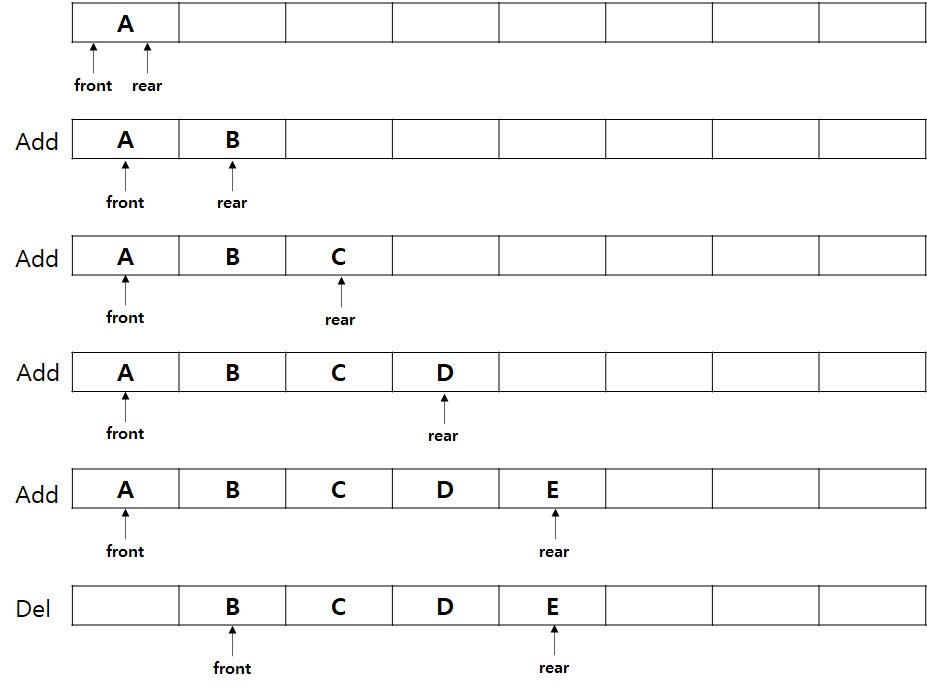 A
front rear
Add A B
front rear
Add A B C
front
rear
Add A B C D
front
rear
Add A B C D E
front rear
Del B C D E
front rear